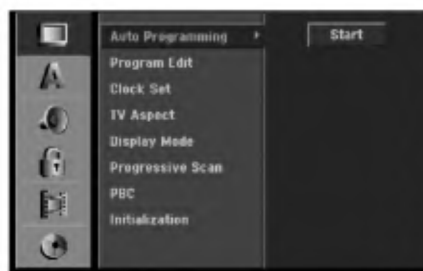 Auto Programming Start
Program Edit
Clock Set
TV Aspect
Display Mode
Progressive Scan
PBC
Initialization